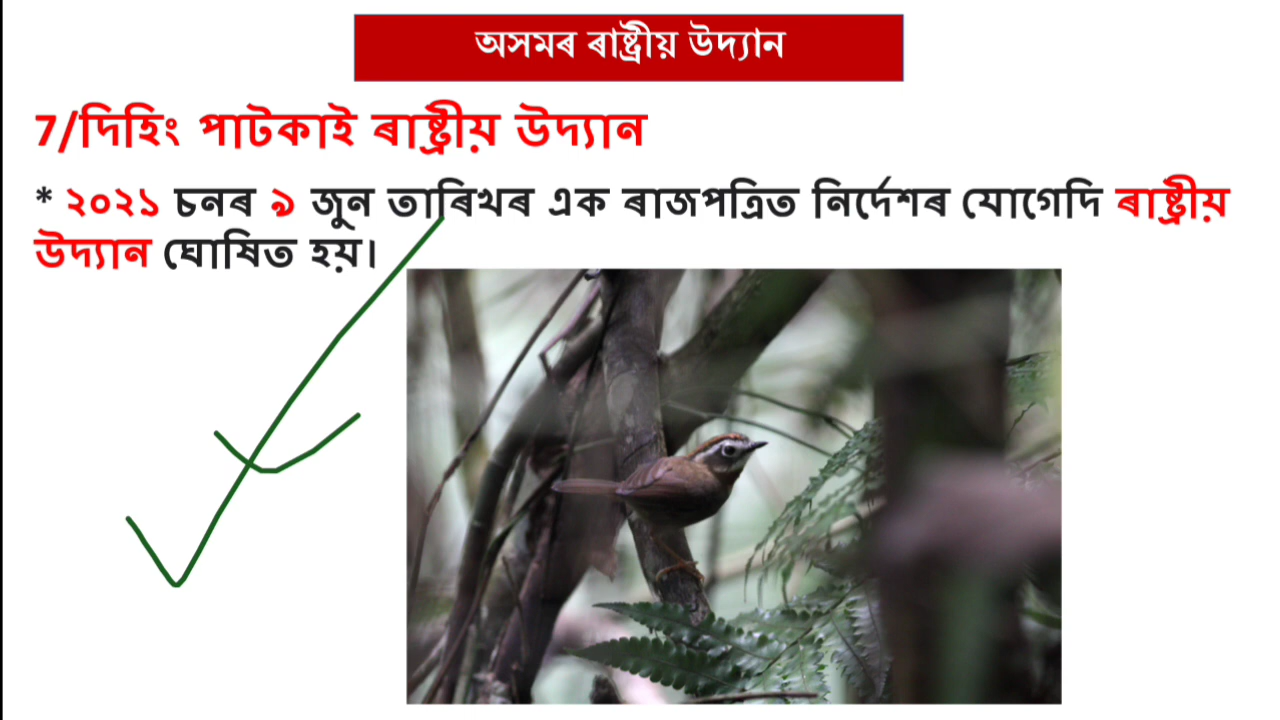 অসমৰ ৰাষ্ট্ৰীয় উদ্যান
7/দিহিং পাটকাই ৰাষ্ট্ৰীয় উদ্যান
* ২০২১ চনৰ ৯ জুন তাৰিখৰ এক ৰাজপত্ৰিত নিৰ্দেশৰ যোগেদি ৰাষ্ট্ৰীয়
উদ্যান ঘোষিত হয়।